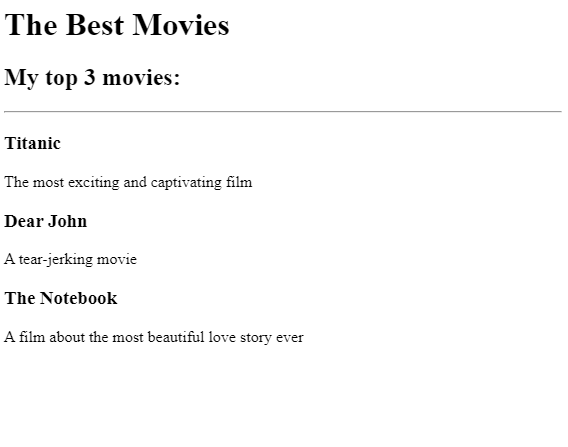 The Best Movies
My top 3 movies:
Titanic
The most exciting and captivating film
Dear John
A tear-jerking movie
The Notebook
A film about the most beautiful love story ever